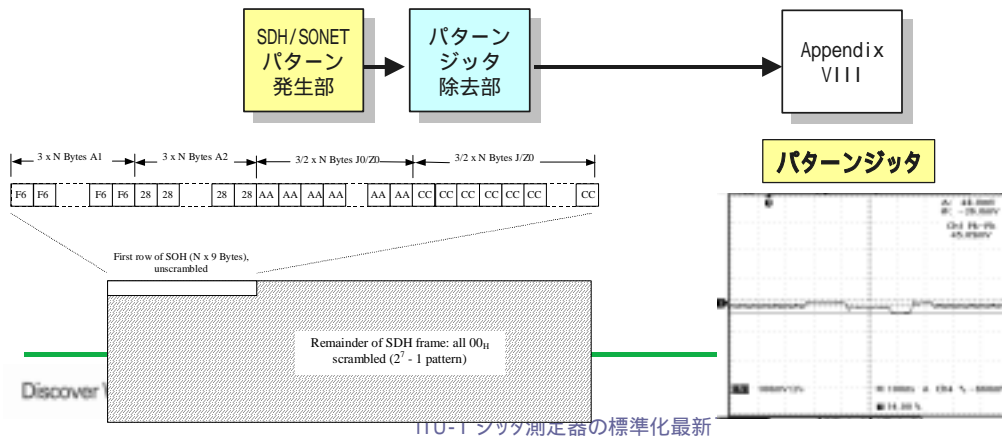 SDH/SONET
パターン
発生部
パターン
ジッタ
除去部
Appendix
VIII
3 x N Bytes A1
3 x N Bytes A2
3/2 x N Bytes J0/Z0
3/2 x N Bytes J/Z0
F6 F6 F6 F6 28 28 28 28 AA AA AA AA AA AA CC CC CC CC CC CC CC
パターンジッタ
First row of SOH (N x 9 Bytes),
unscrambled
Remainder of SDH frame: all 00H
scrambled (2⁷ - 1 pattern)
Discover
ITU-T ジッタ測定器の標準化最新